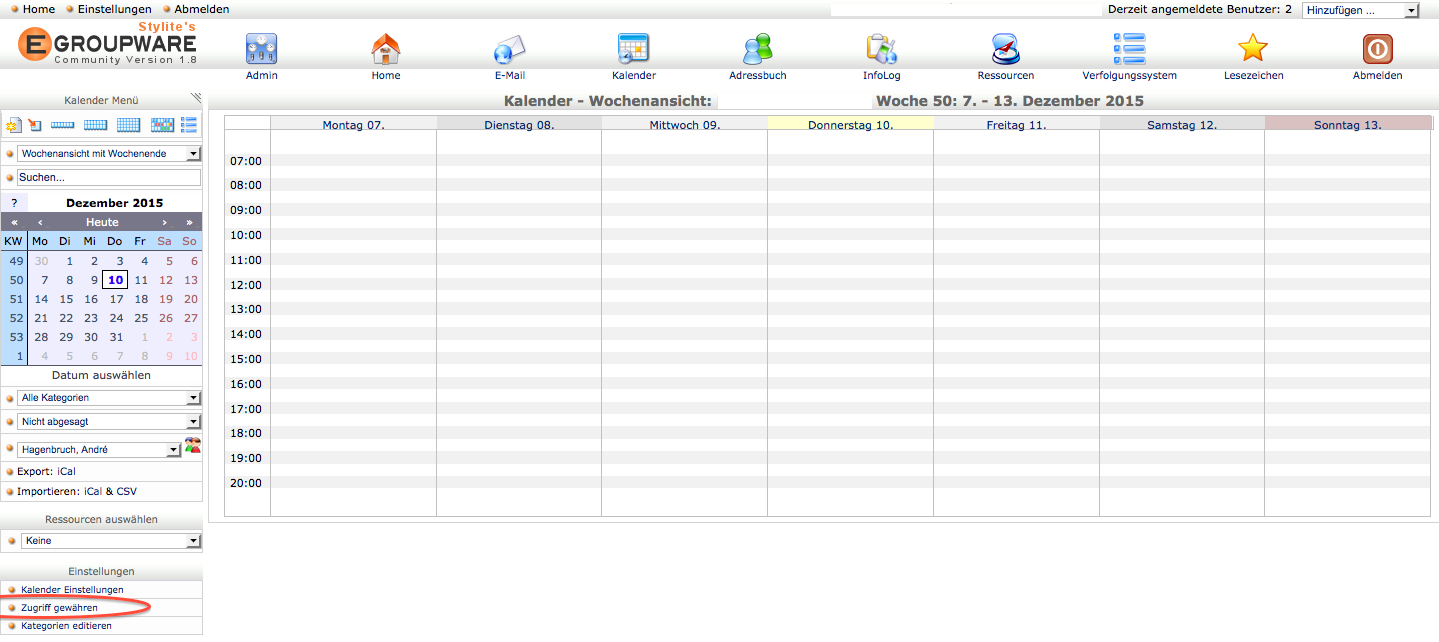 Home Einstellungen Abmelden
Derzeit angemeldete Benutzer: 2 Hinzufügen ...
Stylite's
EGROUPWARE
Community Version 1.8
Admin Home E-Mail Kalender Adressbuch InfoLog Ressourcen Verfolgungssystem Lesezeichen Abmelden
Kalender Menü
Kalender - Wochenansicht: Woche 50: 7. - 13. Dezember 2015
Wochenansicht mit Wochenende
Suchen...
? Dezember 2015
« ‹ Heute › »
KW Mo Di Mi Do Fr Sa So
49 30 1 2 3 4 5 6
50 7 8 9 10 11 12 13
51 14 15 16 17 18 19 20
52 21 22 23 24 25 26 27
53 28 29 30 31 1 2 3
1 4 5 6 7 8 9 10
Datum auswählen
Alle Kategorien
Nicht abgesagt
Hagenbruch, André
Export: iCal
Importieren: iCal & CSV
Ressourcen auswählen
Keine
Einstellungen
Kalender Einstellungen
Zugriff gewähren
Kategorien editieren
Montag 07. Dienstag 08. Mittwoch 09. Donnerstag 10. Freitag 11. Samstag 12. Sonntag 13.
07:00
08:00
09:00
10:00
11:00
12:00
13:00
14:00
15:00
16:00
17:00
18:00
19:00
20:00